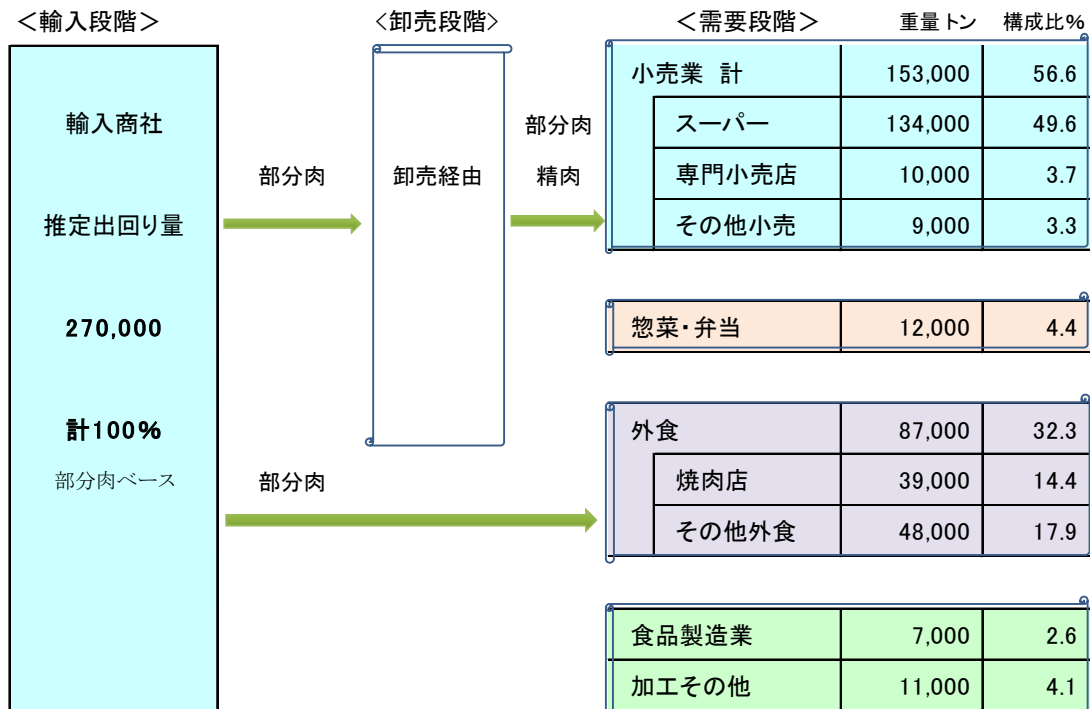 ＜輸入段階＞ <卸売段階> ＜需要段階＞ 重量トン 構成比%
輸入商社
推定出回り量
270,000
計100%
部分肉ベース
部分肉
卸売経由
部分肉
精肉
部分肉
小売業 計 153,000 56.6
スーパー 134,000 49.6
専門小売店 10,000 3.7
その他小売 9,000 3.3
惣菜・弁当 12,000 4.4
外食 87,000 32.3
焼肉店 39,000 14.4
その他外食 48,000 17.9
食品製造業 7,000 2.6
加工その他 11,000 4.1